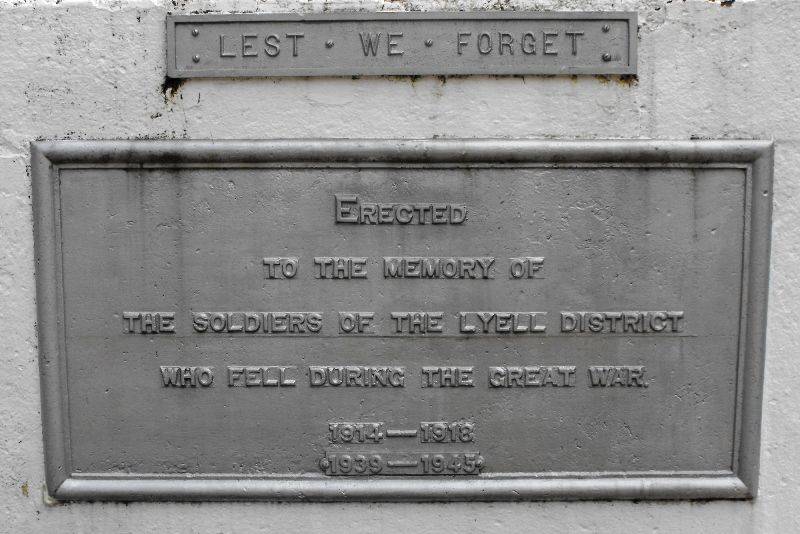 LEST · WE · FORGET
ERECTED
TO THE MEMORY OF
THE SOLDIERS OF THE LYELL DISTRICT
WHO FELL DURING THE GREAT WAR.
1914—1918
1939—1945